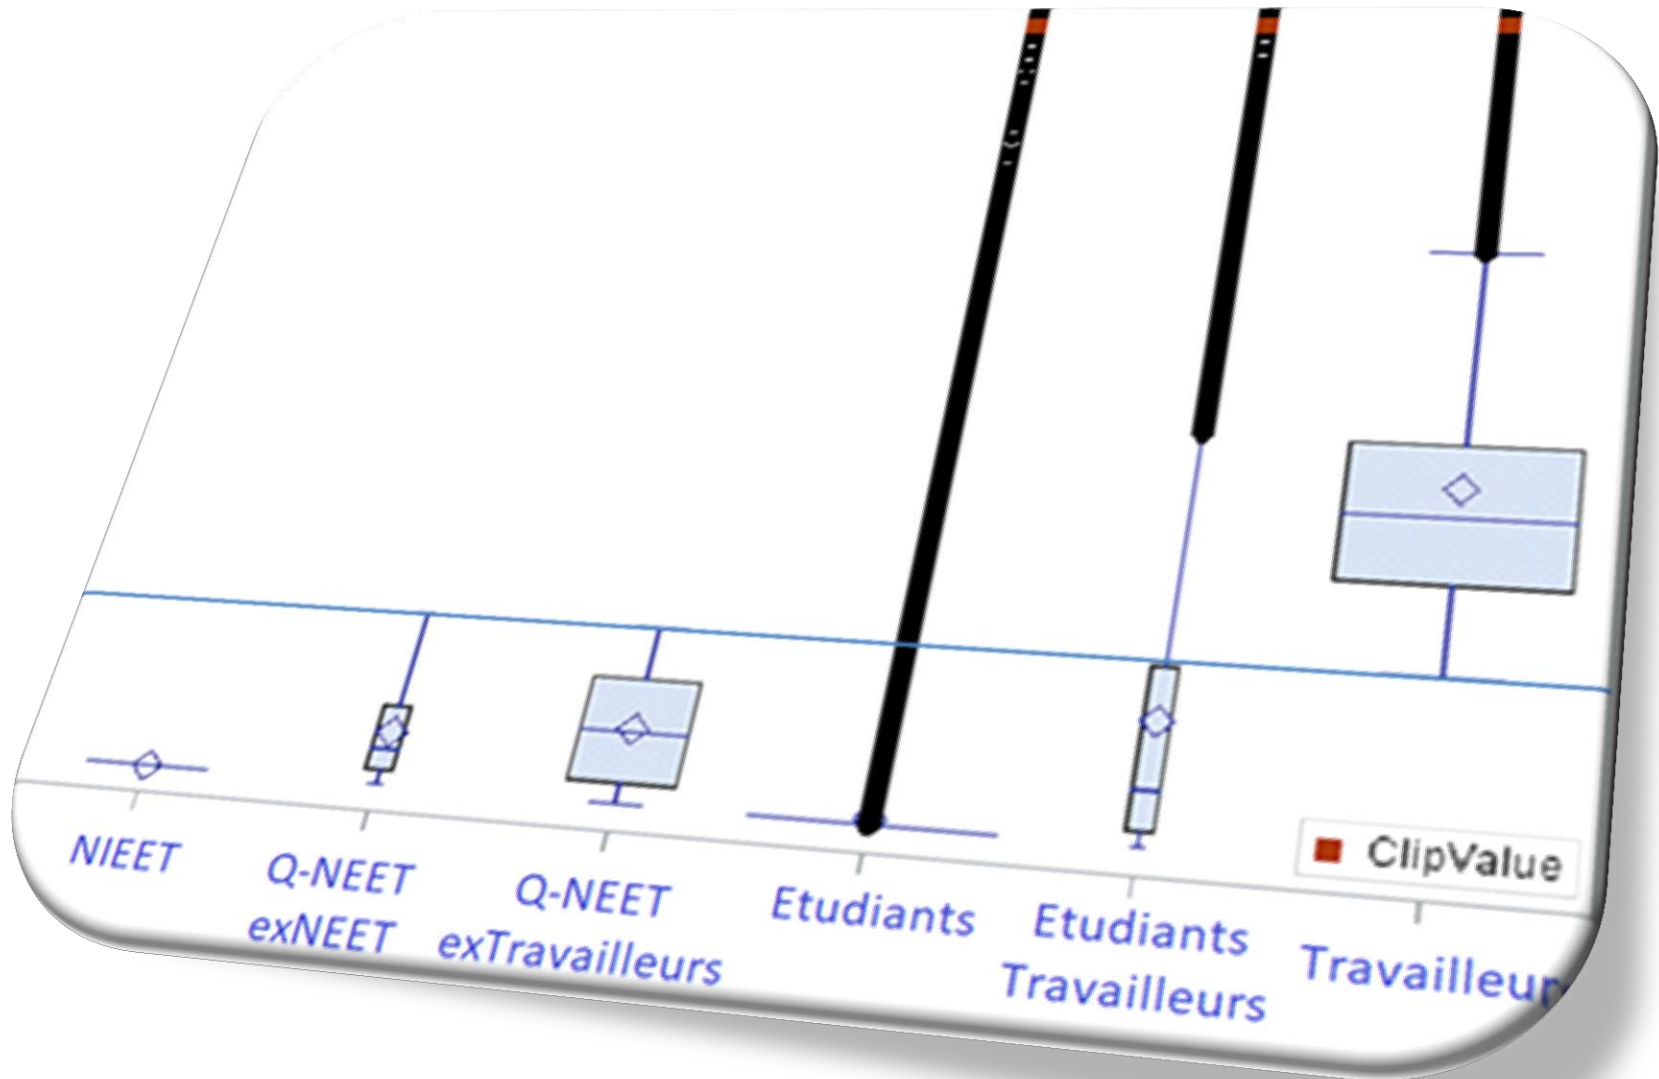 NIEET
Q-NEET
exNEET
Q-NEET
exTravailleurs
Etudiants
Etudiants
Travailleurs
Travailleur
ClipValue